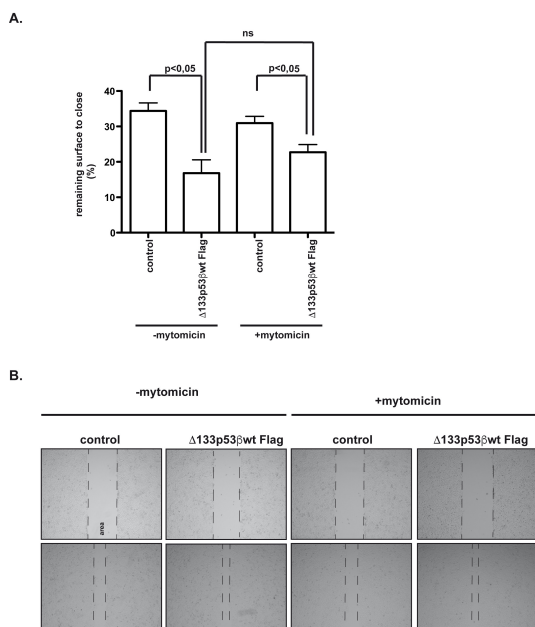 A.
ns
p<0,05
p<0,05
remaining surface to close
(%)
40
30
20
10
0
control
Δ133p53βwt Flag
control
Δ133p53βwt Flag
-mytomicin
+mytomicin
B.
-mytomicin
+mytomicin
control
Δ133p53βwt Flag
control
Δ133p53βwt Flag
area